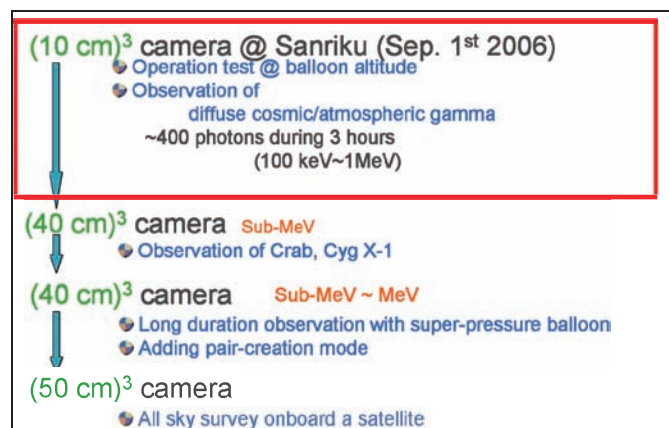 (10 cm)³ camera @ Sanriku (Sep. 1st 2006)
Operation test @ balloon altitude
Observation of
diffuse cosmic/atmospheric gamma
~400 photons during 3 hours
(100 keV~1MeV)
(40 cm)³ camera Sub-MeV
Observation of Crab, Cyg X-1
(40 cm)³ camera Sub-MeV ~ MeV
Long duration observation with super-pressure balloon
Adding pair-creation mode
(50 cm)³ camera
All sky survey onboard a satellite